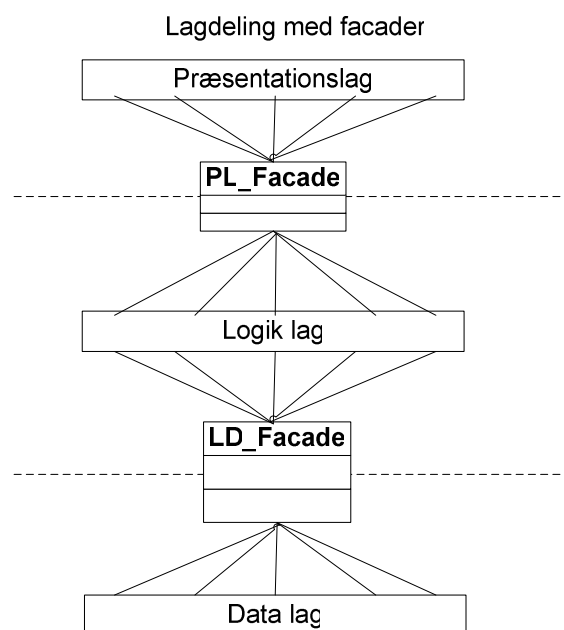 Lagdeling med facader
Præsentationslag
PL_Facade
Logik lag
LD_Facade
Data lag